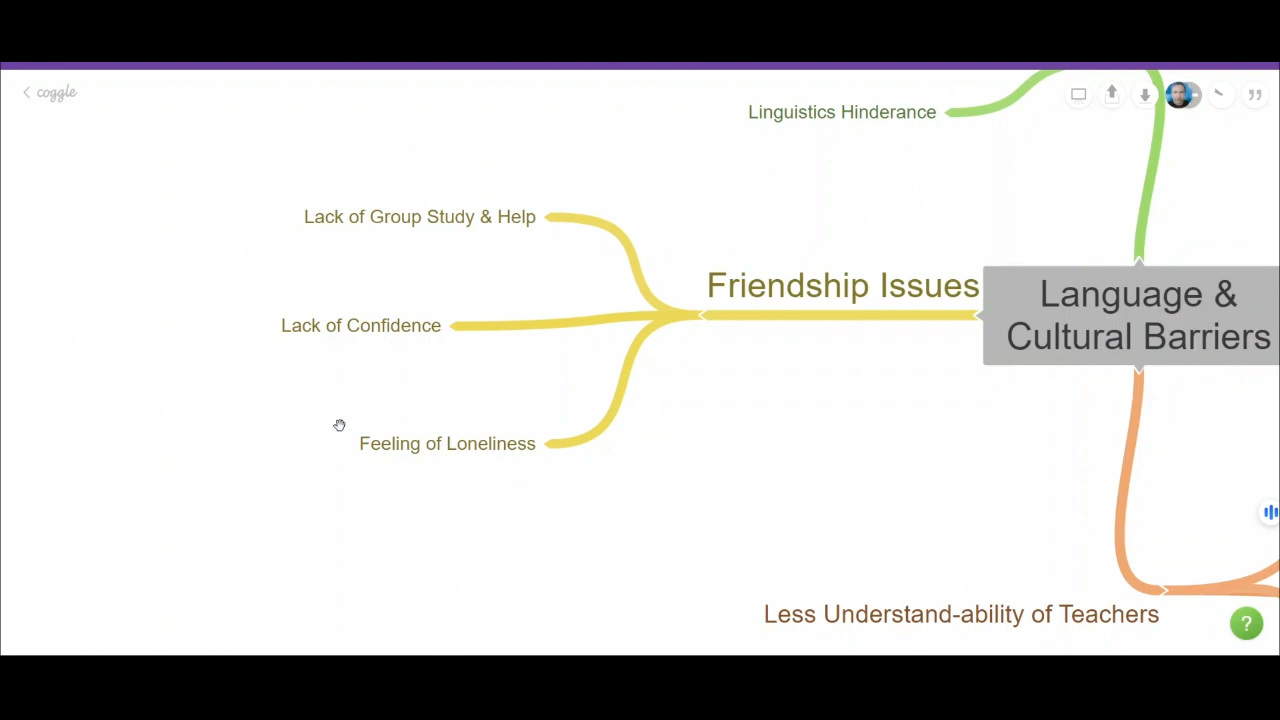 coggle
Linguistics Hinderance
Lack of Group Study & Help
Friendship Issues
Language &
Cultural Barriers
Lack of Confidence
Feeling of Loneliness
Less Understand-ability of Teachers
?